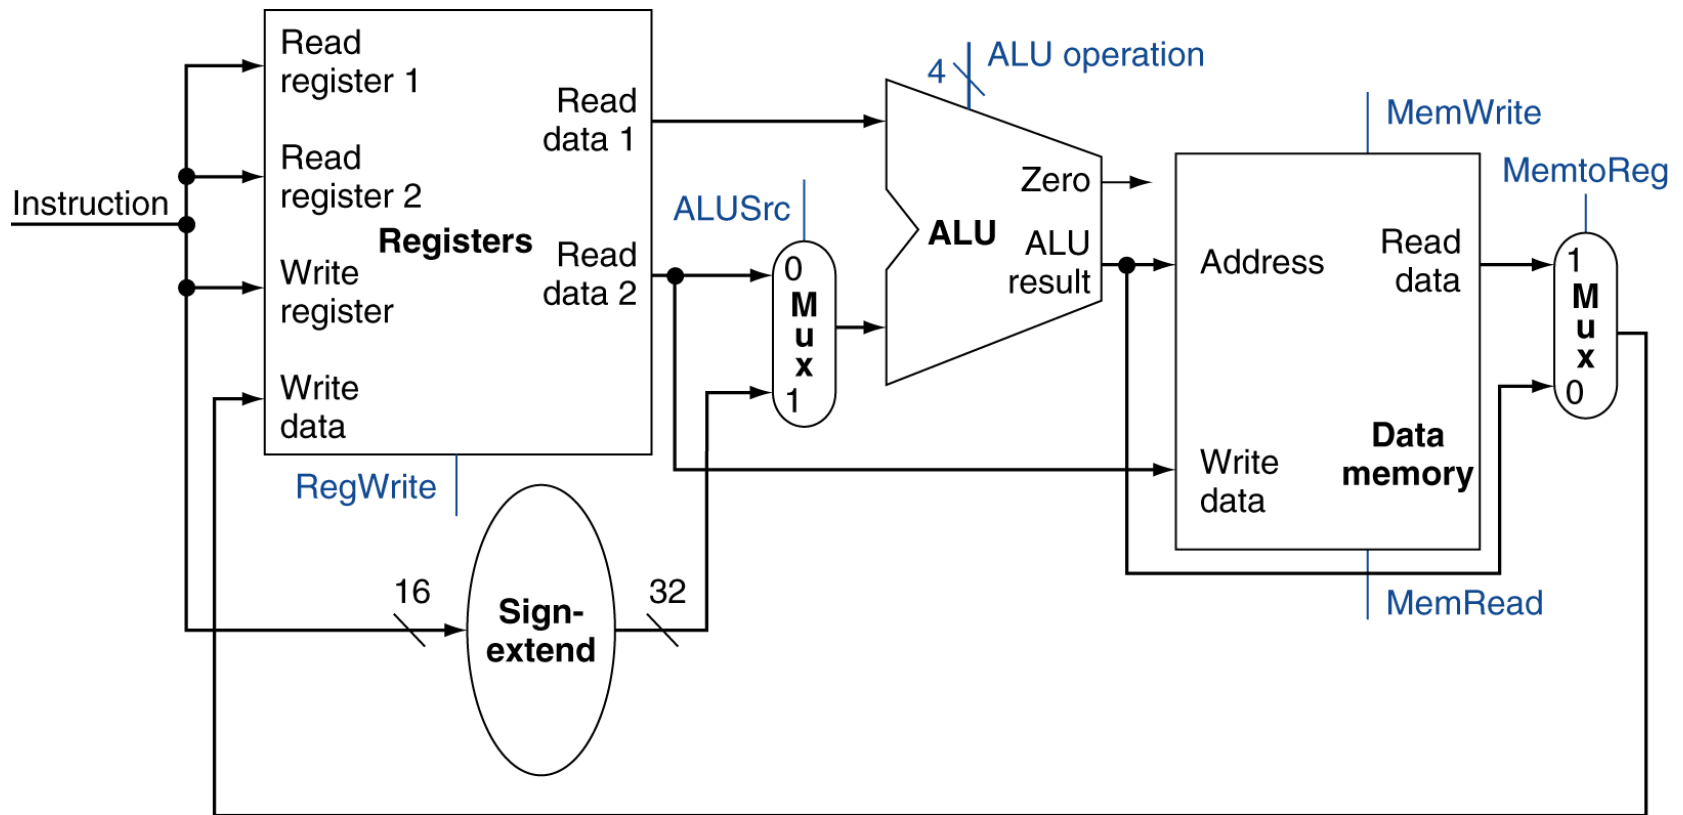 Instruction
Read
register 1
Read
register 2
Write
register
Write
data
Registers
Read
data 1
Read
data 2
RegWrite
16
Sign-
extend
32
ALUSrc
0
M
u
x
1
4
ALU operation
Zero
ALU
ALU
result
MemWrite
Address
Read
data
Write
data
Data
memory
MemRead
MemtoReg
1
M
u
x
0